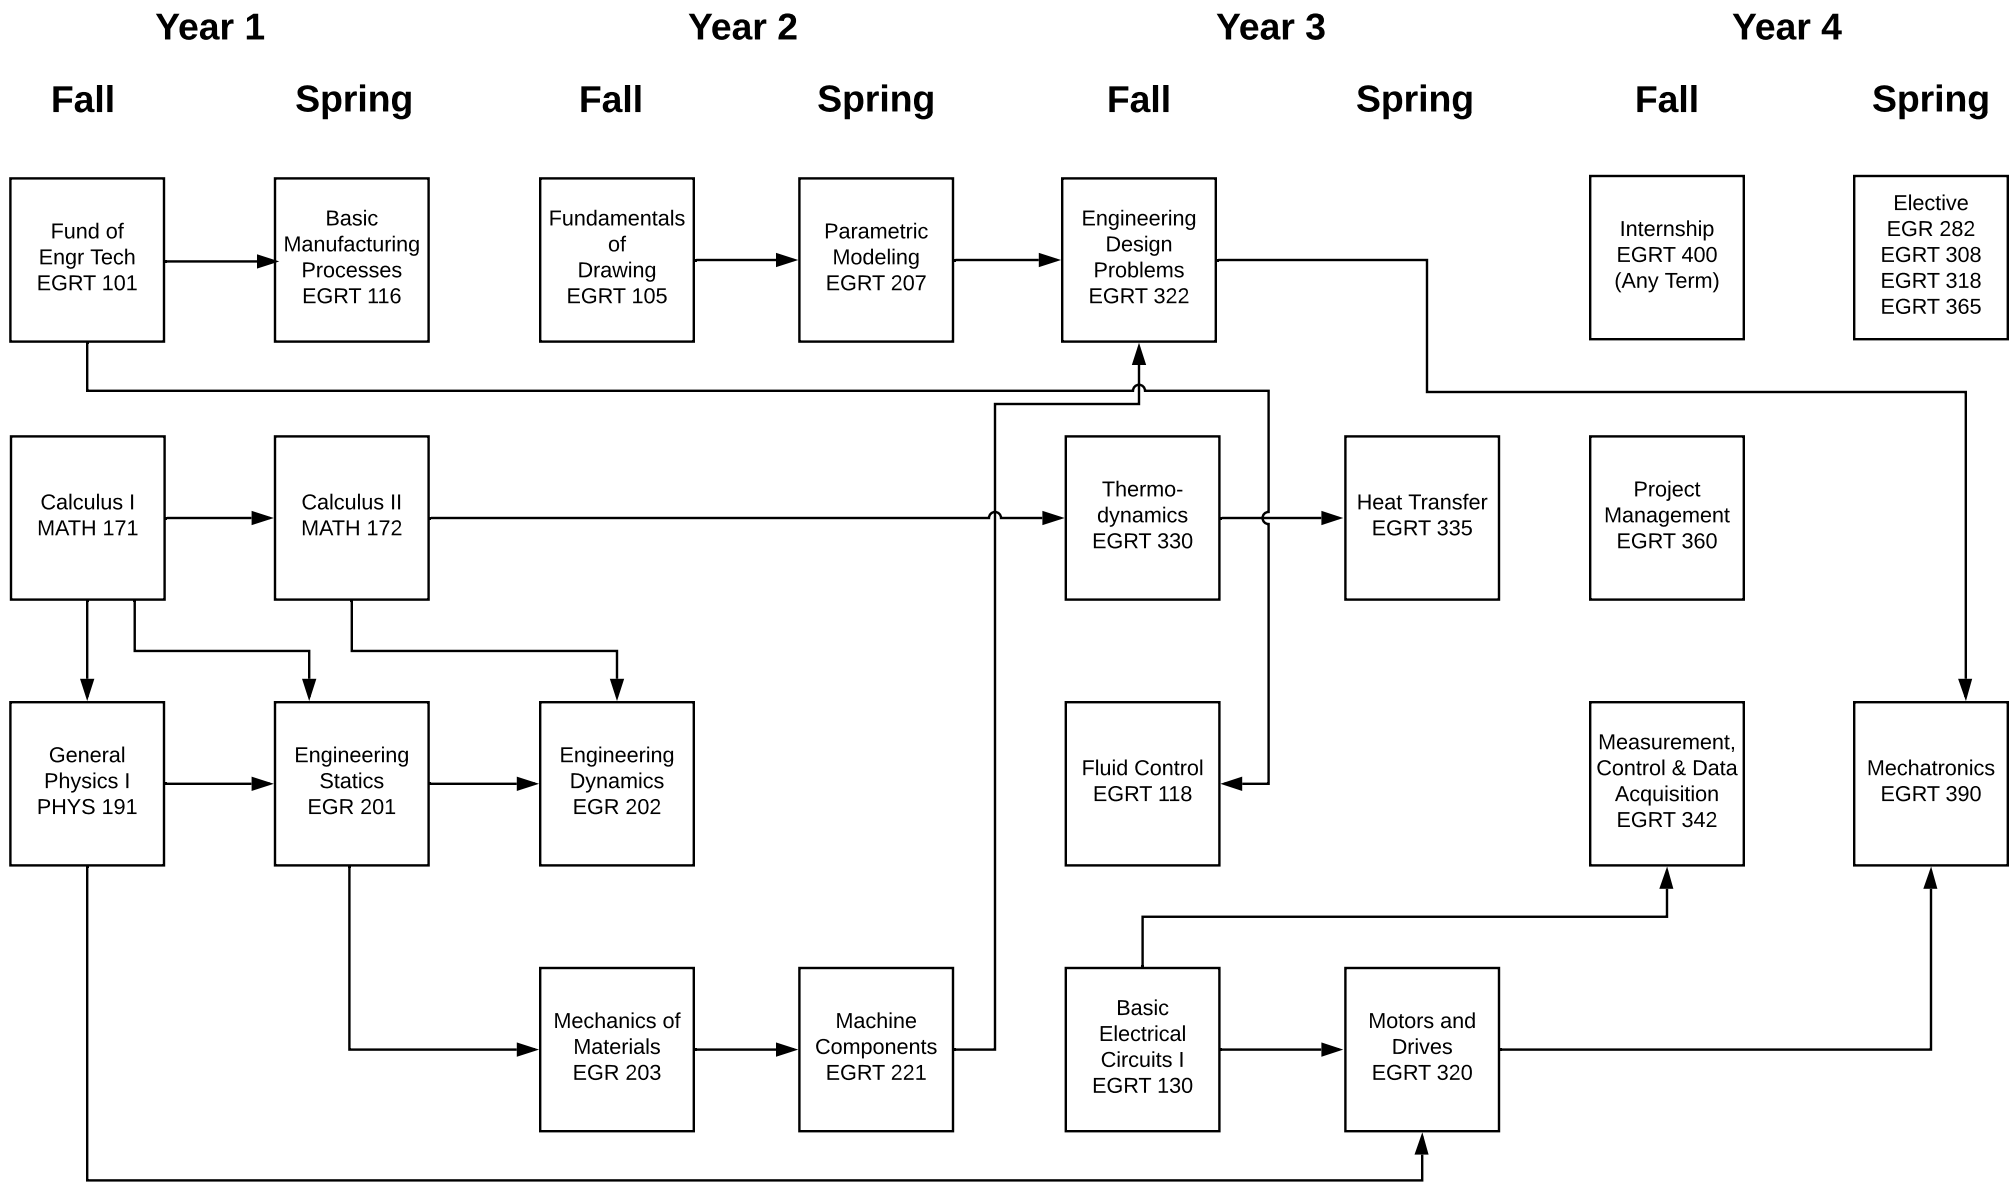 Year 1
Year 2
Year 3
Year 4
Fall
Spring
Fall
Spring
Fall
Spring
Fall
Spring
Fund of
Engr Tech
EGRT 101
Basic
Manufacturing
Processes
EGRT 116
Fundamentals
of
Drawing
EGRT 105
Parametric
Modeling
EGRT 207
Engineering
Design
Problems
EGRT 322
Internship
EGRT 400
(Any Term)
Elective
EGR 282
EGRT 308
EGRT 318
EGRT 365
Calculus I
MATH 171
Calculus II
MATH 172
Thermo-
dynamics
EGRT 330
Heat Transfer
EGRT 335
Project
Management
EGRT 360
General
Physics I
PHYS 191
Engineering
Statics
EGR 201
Engineering
Dynamics
EGR 202
Fluid Control
EGRT 118
Measurement,
Control & Data
Acquisition
EGRT 342
Mechatronics
EGRT 390
Mechanics of
Materials
EGR 203
Machine
Components
EGRT 221
Basic
Electrical
Circuits I
EGRT 130
Motors and
Drives
EGRT 320